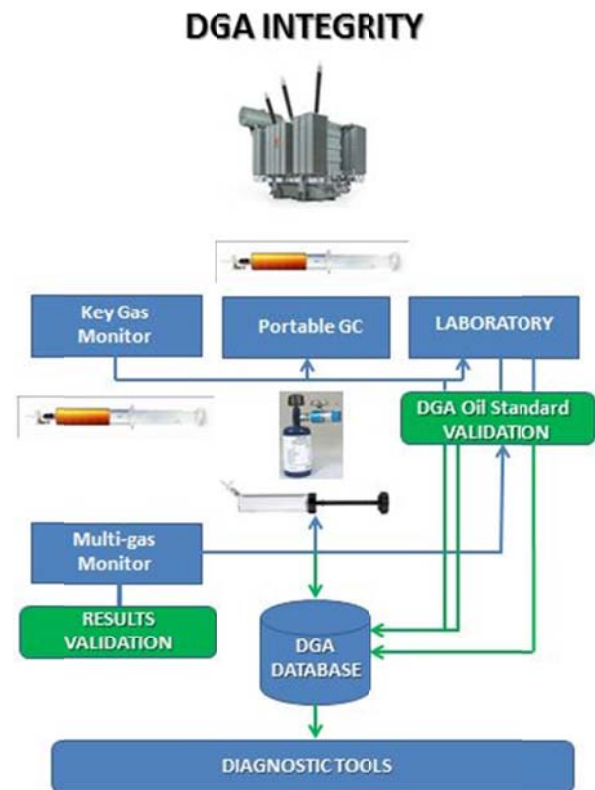 DGA INTEGRITY
Key Gas
Monitor
Portable GC
LABORATORY
DGA Oil Standard
VALIDATION
Multi-gas
Monitor
RESULTS
VALIDATION
DGA
DATABASE
DIAGNOSTIC TOOLS